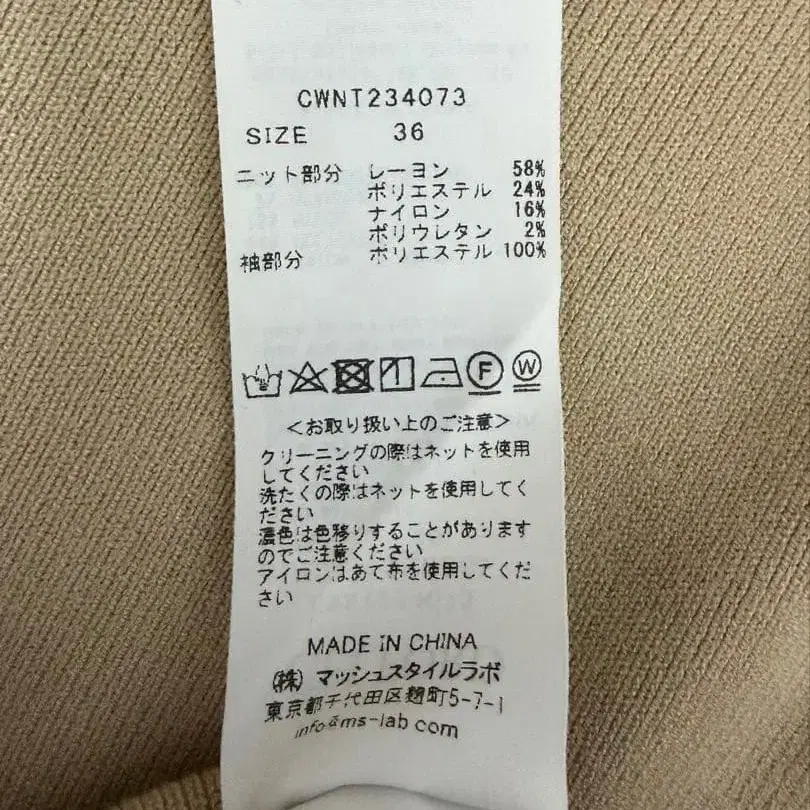 CWNT234073
SIZE 36
ニット部分 レーヨン 58%
ポリエステル 24%
ナイロン 16%
ポリウレタン 2%
袖部分 ポリエステル 100%
F W
<お取り扱い上のご注意>
クリーニングの際はネットを使用
してください
洗たくの際はネットを使用してく
ださい
濃色は色移りすることがあります
のでご注意ください
アイロンはあて布を使用してくだ
さい
MADE IN CHINA
(株) マッシュスタイルラボ
東京都千代田区麹町5-7-1
info@ms-lab.com